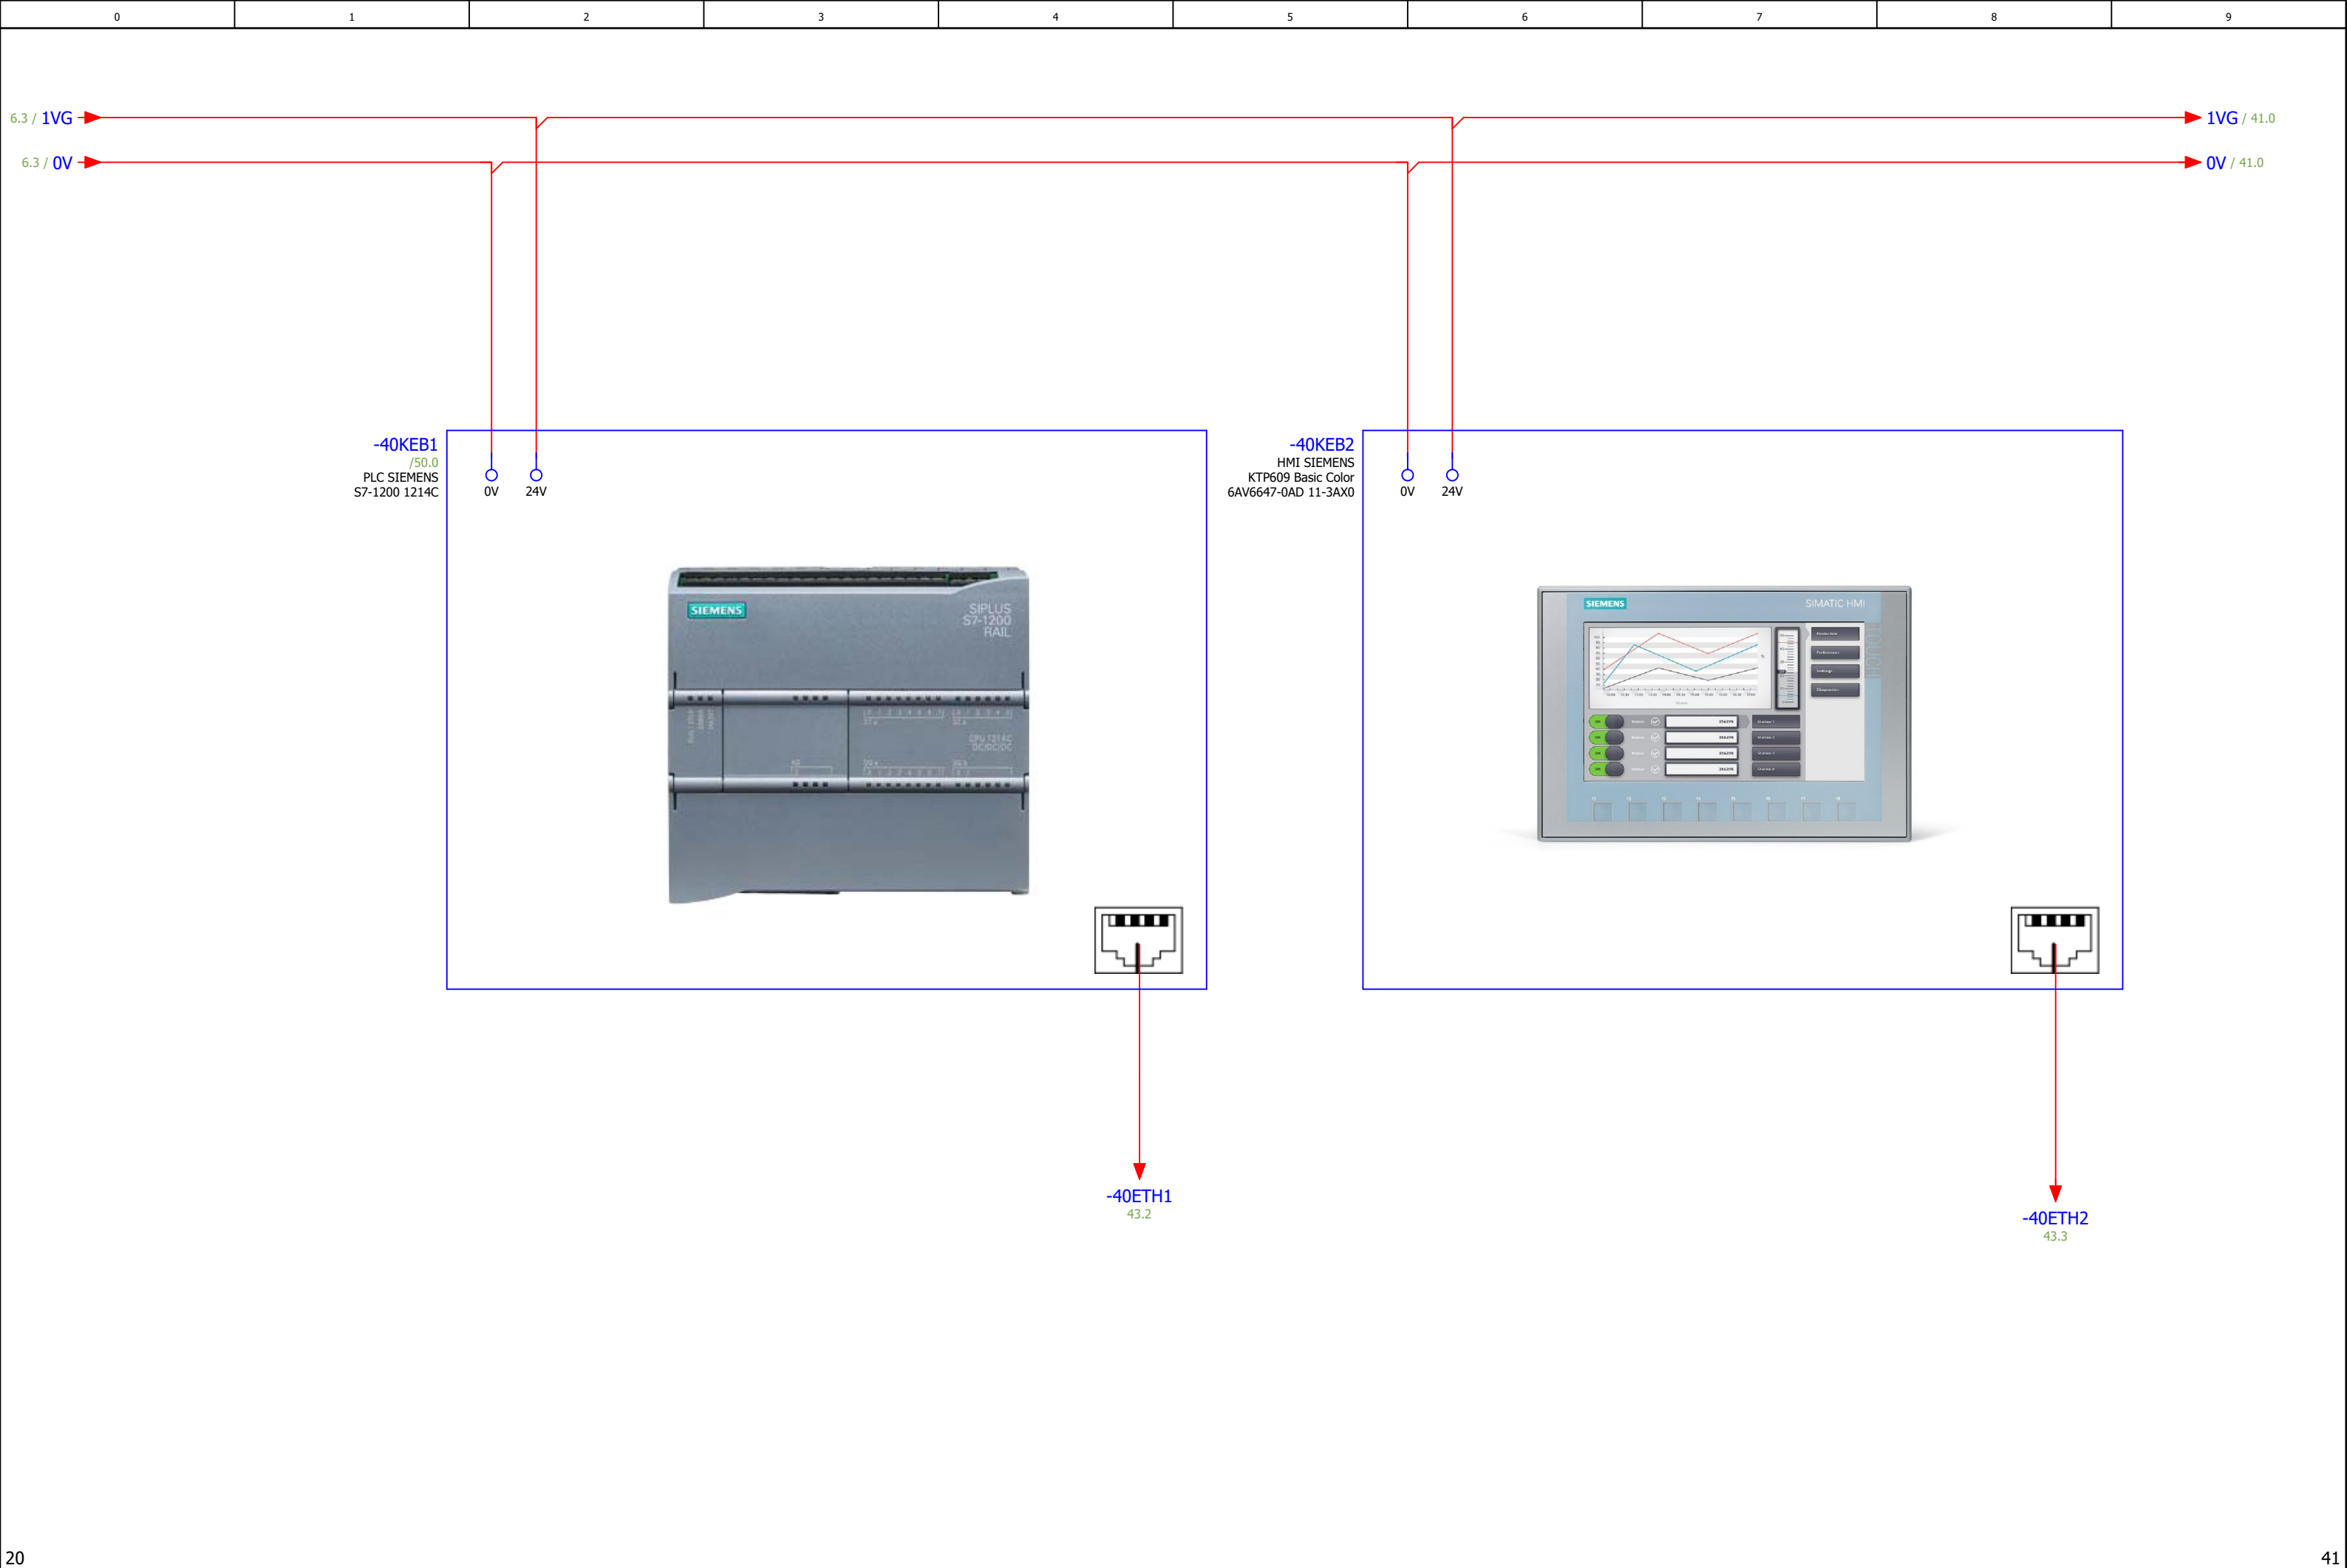 0 1 2 3 4 5 6 7 8 9
6.3 / 1VG
1VG / 41.0
6.3 / 0V
0V / 41.0
-40KEB1
/50.0
PLC SIEMENS
S7-1200 1214C
0V 24V
-40KEB2
HMI SIEMENS
KTP609 Basic Color
6AV6647-0AD 11-3AX0
0V 24V
SIEMENS
SIPLUS
S7-1200
RAIL
CPU 1214C
DC/DC/DC
SIEMENS
SIMATIC HMI
TOUCH
-40ETH1
43.2
-40ETH2
43.3
20
41